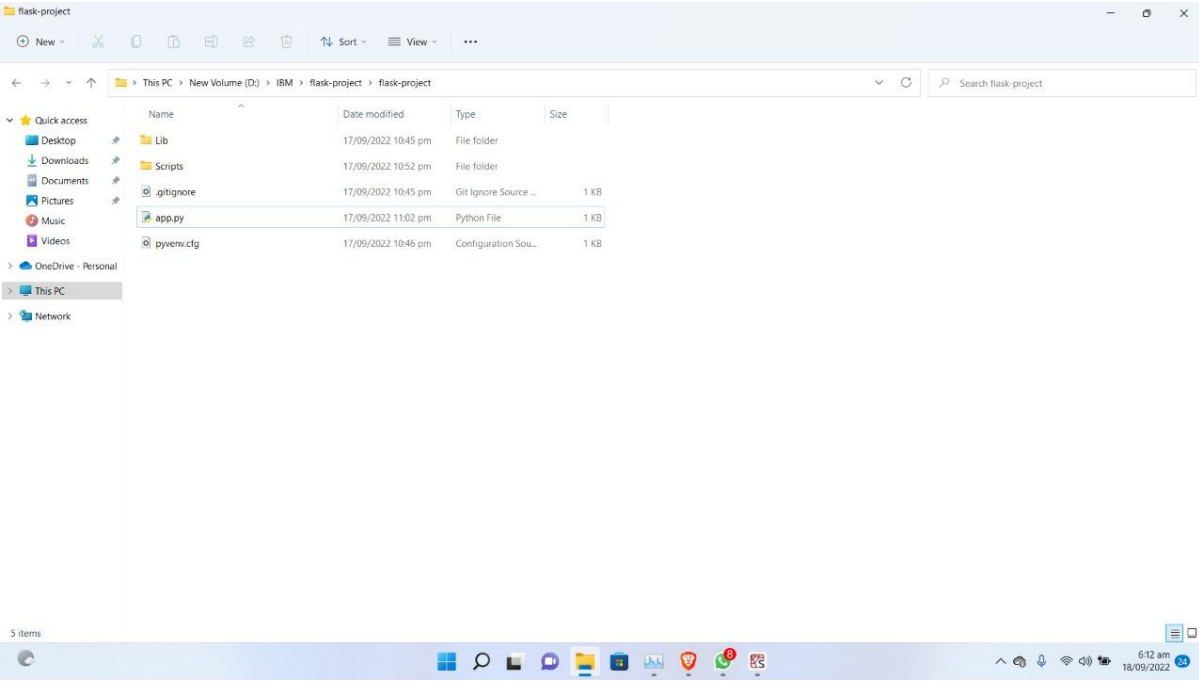 flask-project
New Sort View ...
This PC > New Volume (D:) > IBM > flask-project > flask-project
Search flask-project
Name Date modified Type Size
Quick access
Desktop
Downloads
Documents
Pictures
Music
Videos
OneDrive - Personal
This PC
Network
Lib 17/09/2022 10:45 pm File folder
Scripts 17/09/2022 10:52 pm File folder
.gitignore 17/09/2022 10:45 pm Git Ignore Source ... 1 KB
app.py 17/09/2022 11:02 pm Python File 1 KB
pyvenv.cfg 17/09/2022 10:46 pm Configuration Sou... 1 KB
5 items
8
6:12 am
18/09/2022
24